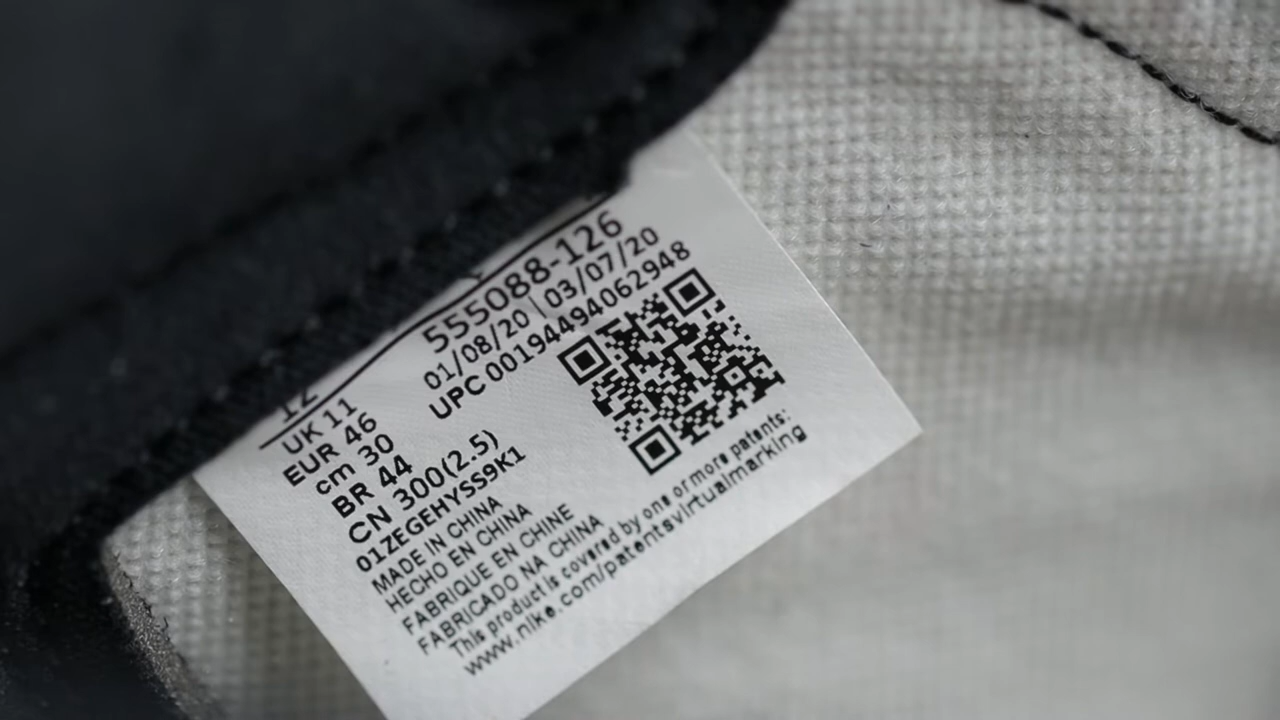 555088-126
01/08/20 03/07/20
UPC 00194494062948
12
UK 11
EUR 46
cm 30
BR 44
CN 300(2.5)
01ZEGEHYSS9K1
MADE IN CHINA
HECHO EN CHINA
FABRIQUE EN CHINE
FABRICADO NA CHINA
This product is covered by one or more patents:
www.nike.com/patentsvirtualmarking